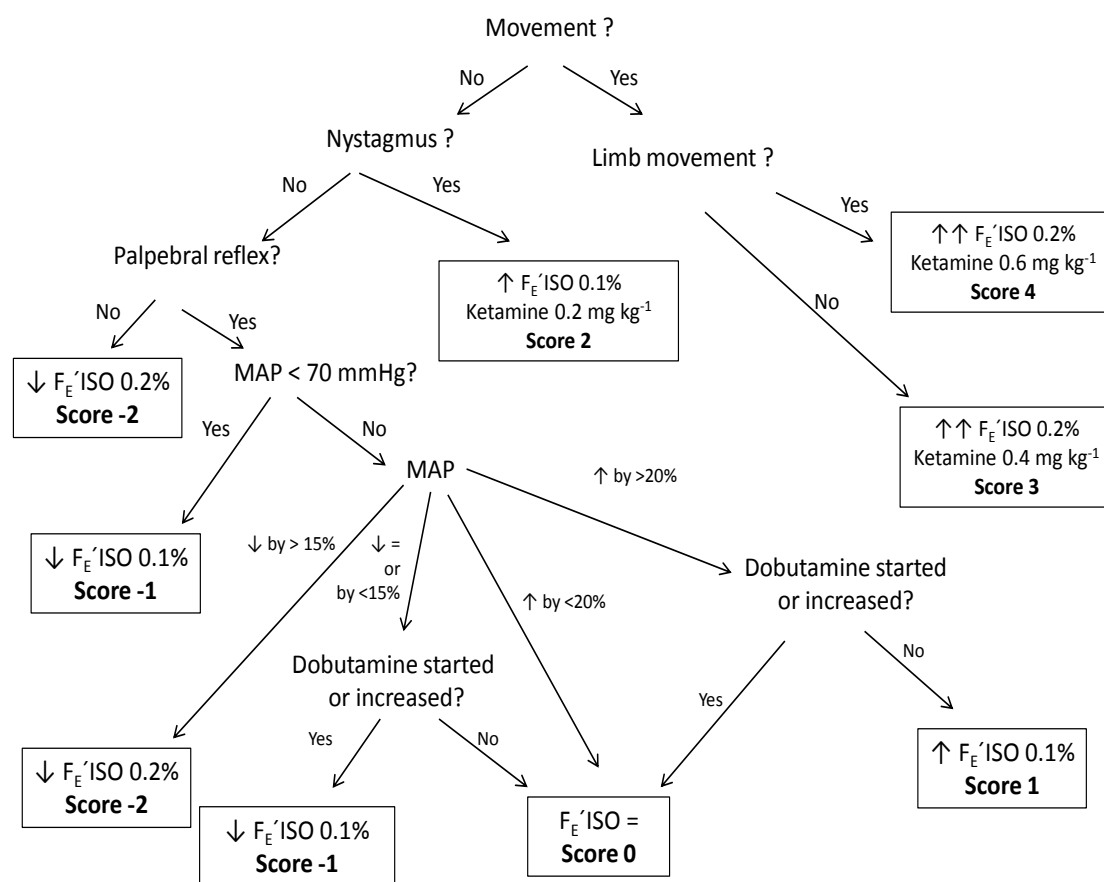 Movement ?
No
Yes
Nystagmus ?
Limb movement ?
No
Yes
Yes
Palpebral reflex?
↑↑ F_E´ISO 0.2%
Ketamine 0.6 mg kg⁻¹
Score 4
↑ F_E´ISO 0.1%
Ketamine 0.2 mg kg⁻¹
Score 2
No
No
Yes
↓ F_E´ISO 0.2%
Score -2
MAP < 70 mmHg?
Yes
No
↑↑ F_E´ISO 0.2%
Ketamine 0.4 mg kg⁻¹
Score 3
MAP
↑ by >20%
↓ F_E´ISO 0.1%
Score -1
↓ by > 15%
↓ =
or
by <15%
↑ by <20%
Dobutamine started
or increased?
Dobutamine started
or increased?
No
Yes
Yes
No
↓ F_E´ISO 0.2%
Score -2
↑ F_E´ISO 0.1%
Score 1
↓ F_E´ISO 0.1%
Score -1
F_E´ISO =
Score 0